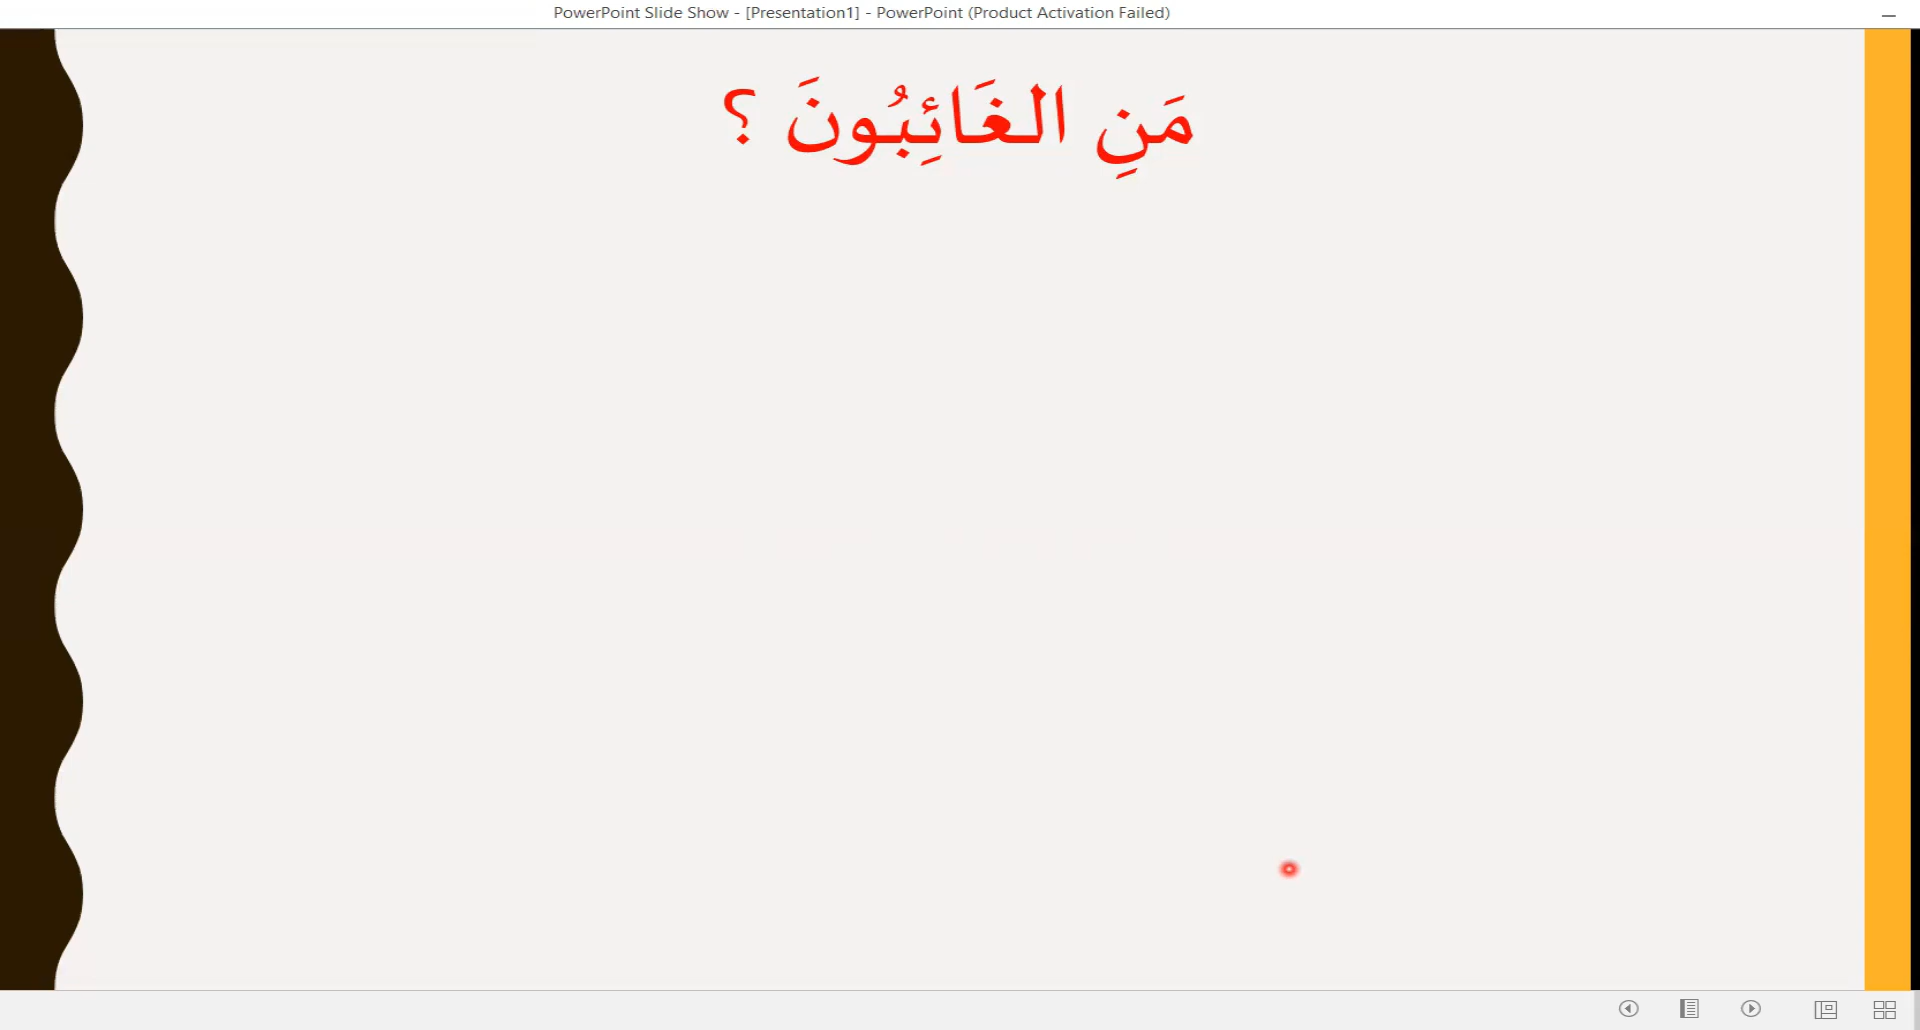 PowerPoint Slide Show - [Presentation1] - PowerPoint (Product Activation Failed)
مَنِ الغَائِبُونَ ؟